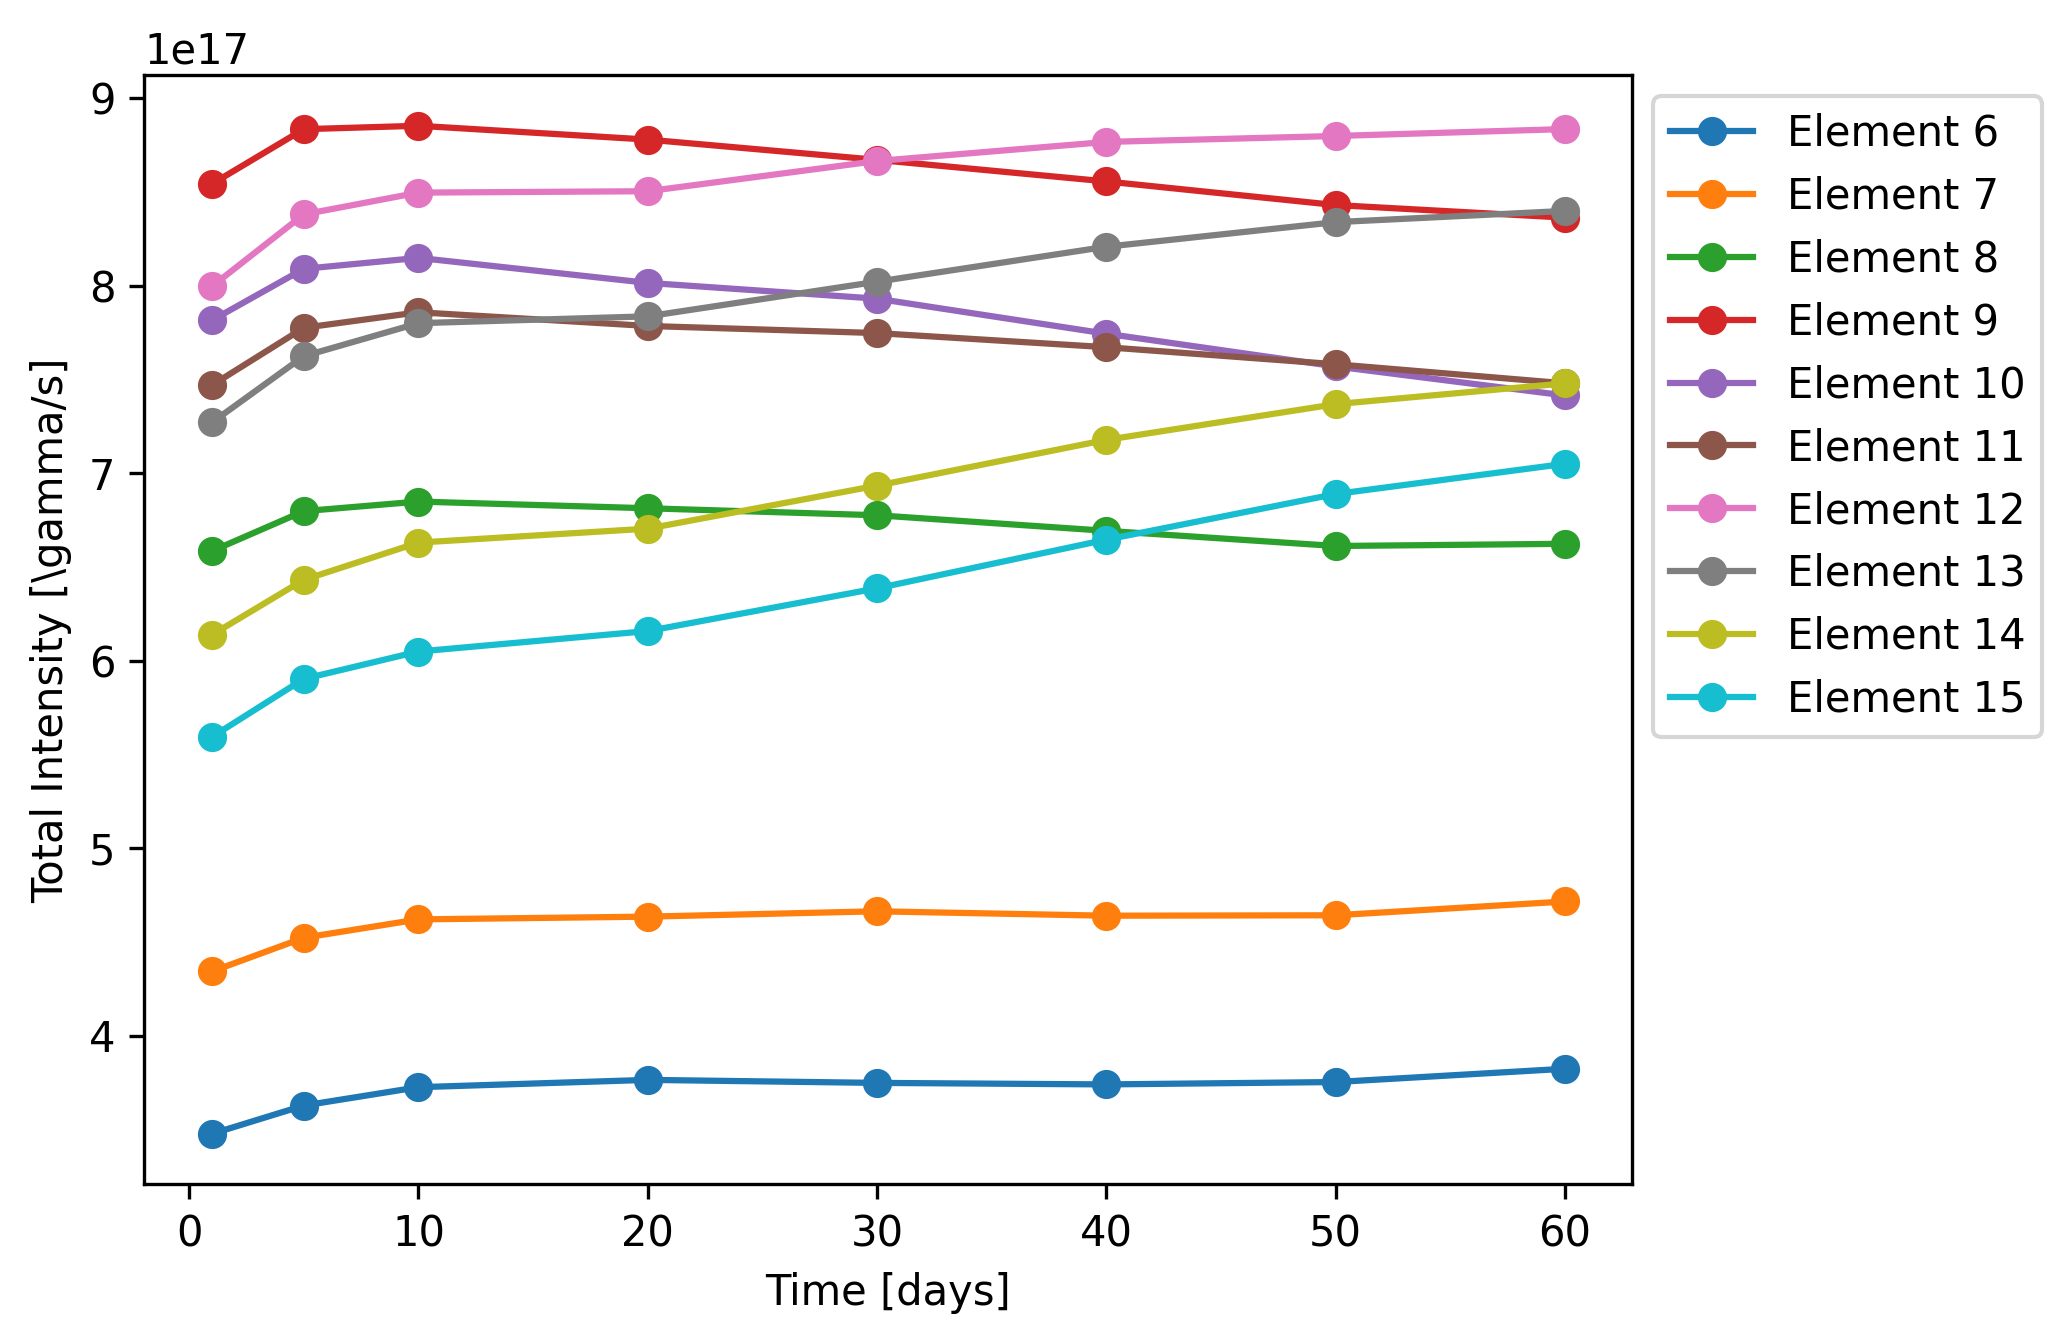 1e17
9
8
7
6
5
4
Total Intensity [\gamma/s]
0 10 20 30 40 50 60
Time [days]
Element 6
Element 7
Element 8
Element 9
Element 10
Element 11
Element 12
Element 13
Element 14
Element 15